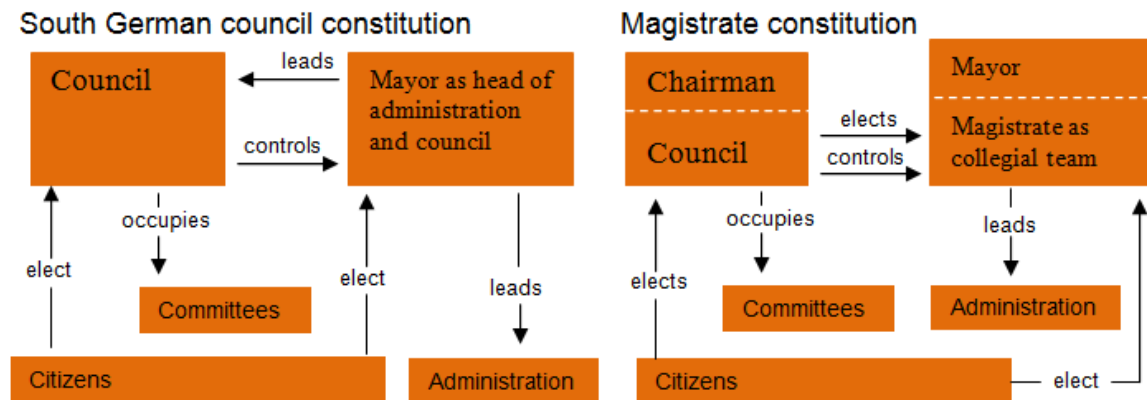 South German council constitution
Council
leads
Mayor as head of
administration
and council
controls
occupies
elect
elect
leads
Committees
Citizens
Administration
Magistrate constitution
Chairman
Council
elects
controls
Mayor
Magistrate as
collegial team
occupies
leads
elects
Committees
Administration
Citizens
elect